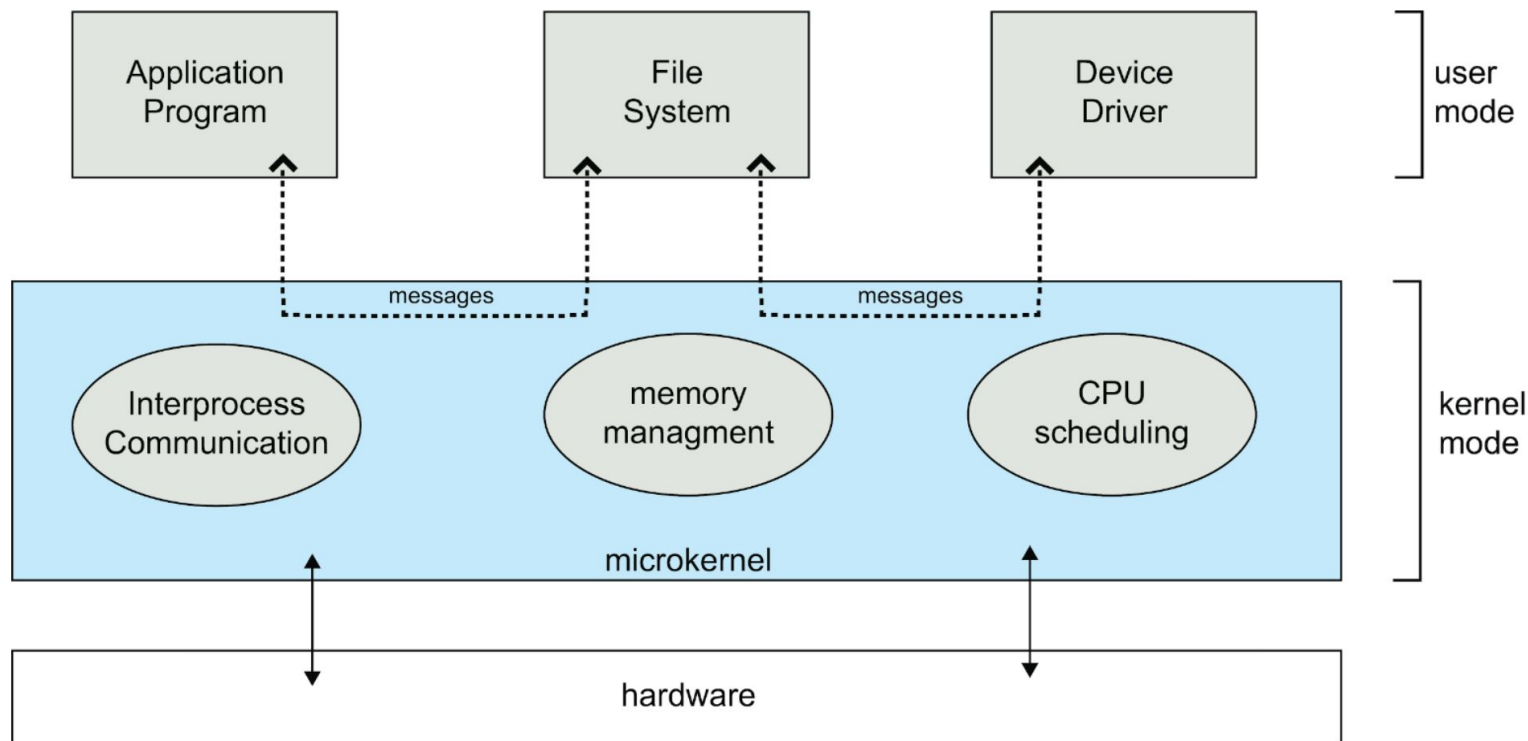 Application
Program
File
System
Device
Driver
user
mode
messages
messages
Interprocess
Communication
memory
managment
CPU
scheduling
kernel
mode
microkernel
hardware